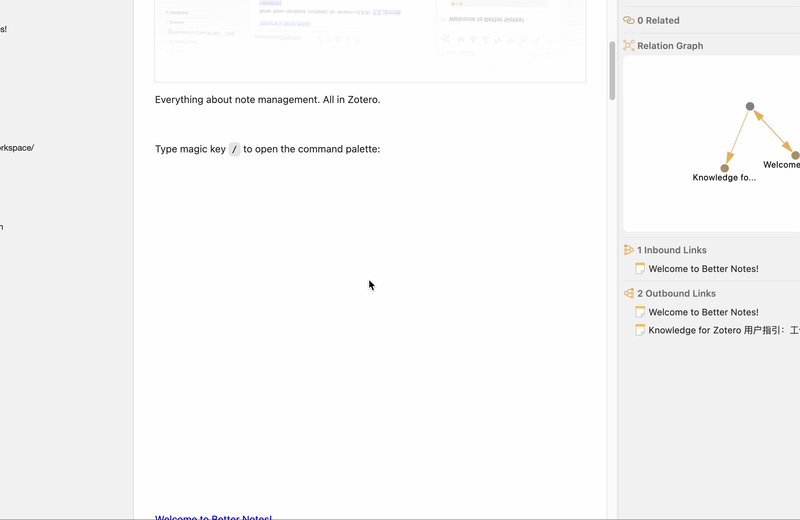 s!
orkspace/
n
Everything about note management. All in Zotero.
Type magic key / to open the command palette:
Welcome to Better Notes!
0 Related
Relation Graph
Welcome
Knowledge fo...
1 Inbound Links
Welcome to Better Notes!
2 Outbound Links
Welcome to Better Notes!
Knowledge for Zotero 用户指引：工